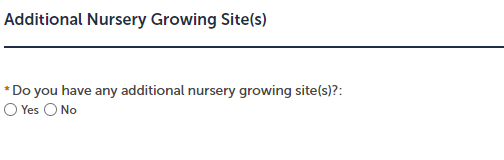 Additional Nursery Growing Site(s)
* Do you have any additional nursery growing site(s)?:
Yes No